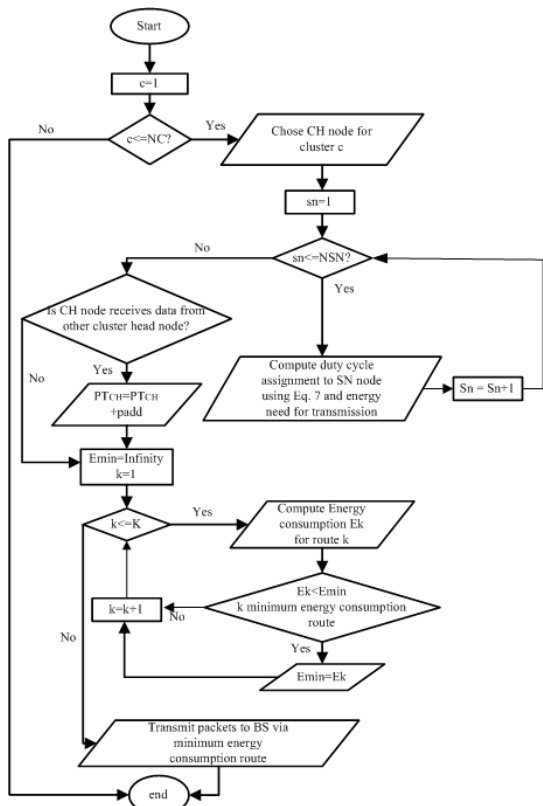 Start
c=1
No
c<=NC?
Yes
Chose CH node for
cluster c
sn=1
No
sn<=NSN?
Yes
Is CH node receives data from
other cluster head node?
No
Yes
PTCH=PTCH
+padd
Compute duty cycle
assignment to SN node
using Eq. 7 and energy
need for transmission
Sn = Sn+1
Emin=Infinity
k=1
k<=K
Yes
Compute Energy
consumption Ek
for route k
Ek<Emin
k minimum energy consumption
route
No
k=k+1
No
Yes
Emin=Ek
Transmit packets to BS via
minimum energy
consumption route
end